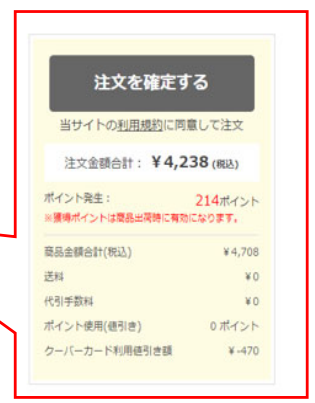 注文を確定する
当サイトの利用規約に同意して注文
注文金額合計： ¥4,238 (税込)
ポイント発生： 214ポイント
※獲得ポイントは商品出荷時に有効になります。
商品金額合計(税込) ¥4,708
送料 ¥0
代引手数料 ¥0
ポイント使用(値引き) 0 ポイント
クーパーカード利用値引き額 ¥-470